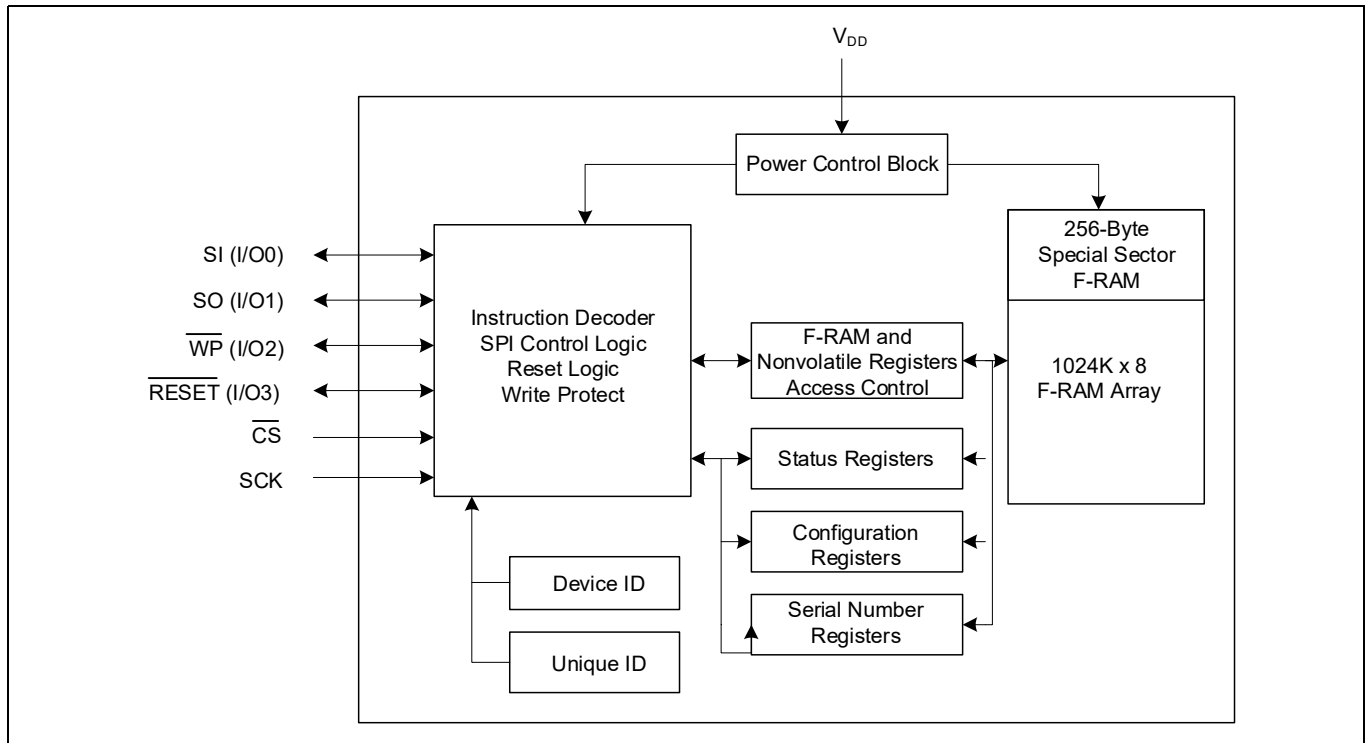 VDD
Power Control Block
256-Byte
Special Sector
F-RAM
SI (I/O0)
SO (I/O1)
WP (I/O2)
RESET (I/O3)
CS
SCK
Instruction Decoder
SPI Control Logic
Reset Logic
Write Protect
F-RAM and
Nonvolatile Registers
Access Control
1024K x 8
F-RAM Array
Status Registers
Configuration
Registers
Serial Number
Registers
Device ID
Unique ID